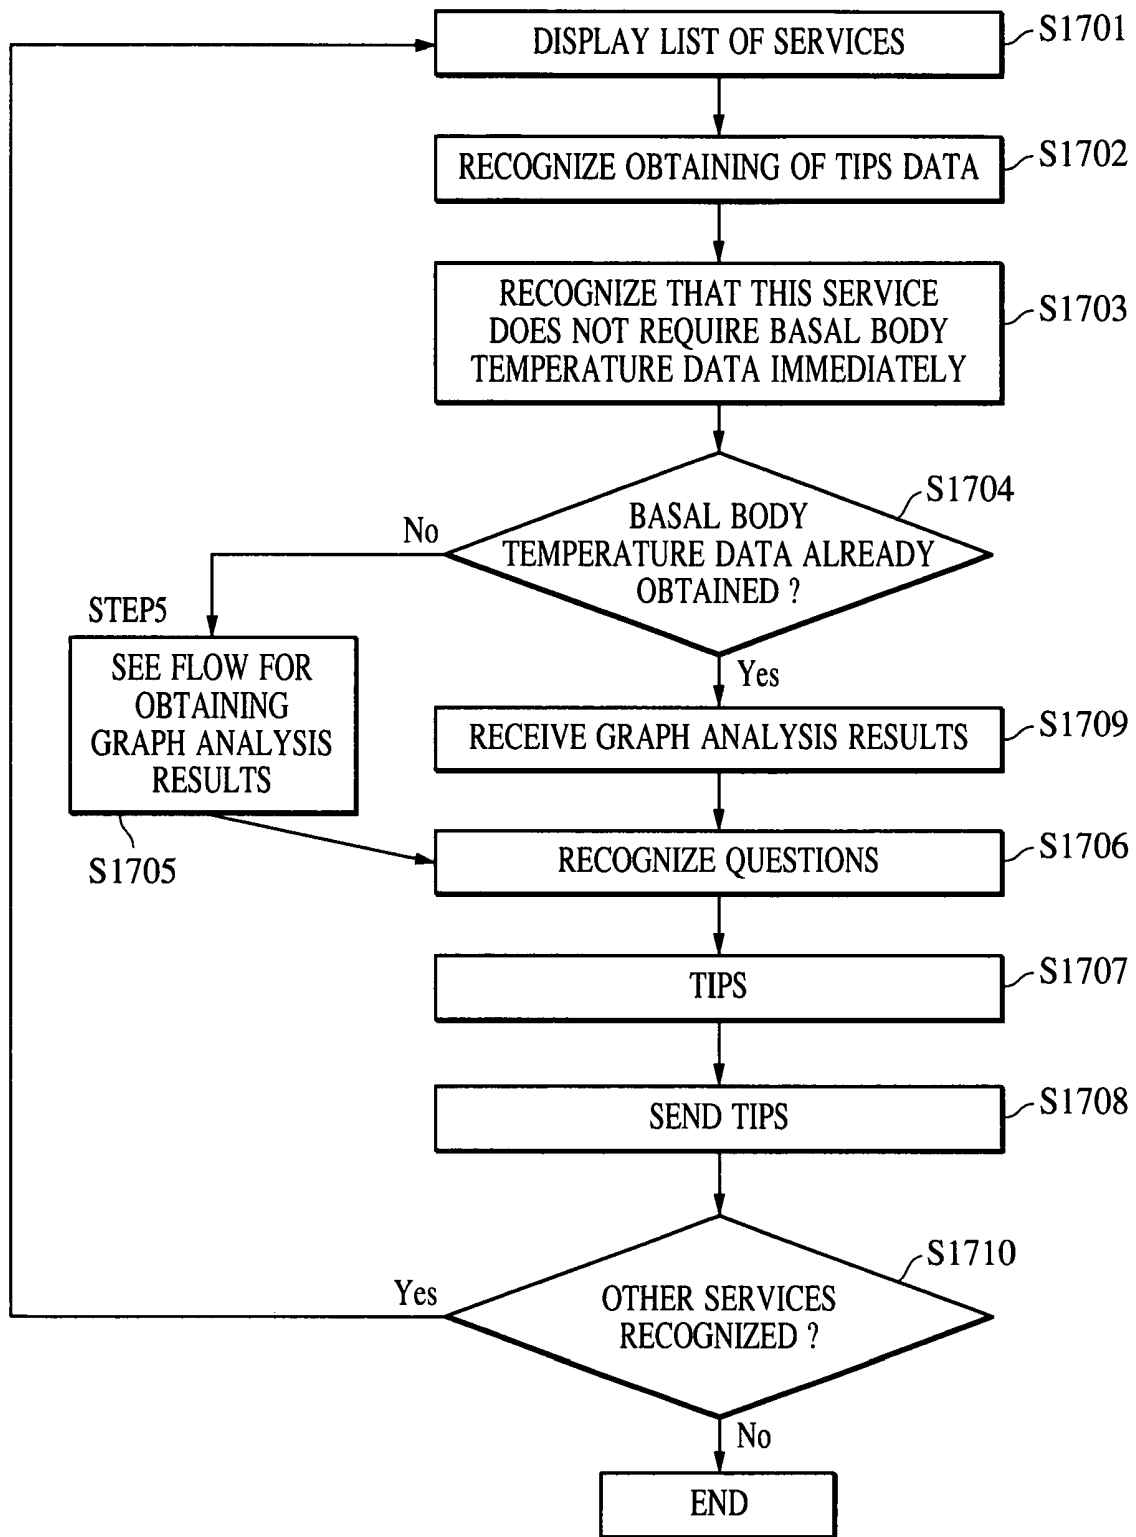 DISPLAY LIST OF SERVICES
S1701
RECOGNIZE OBTAINING OF TIPS DATA
S1702
RECOGNIZE THAT THIS SERVICE
DOES NOT REQUIRE BASAL BODY
TEMPERATURE DATA IMMEDIATELY
S1703
S1704
BASAL BODY
TEMPERATURE DATA ALREADY
OBTAINED ?
No
Yes
STEP5
SEE FLOW FOR
OBTAINING
GRAPH ANALYSIS
RESULTS
S1705
RECEIVE GRAPH ANALYSIS RESULTS
S1709
RECOGNIZE QUESTIONS
S1706
TIPS
S1707
SEND TIPS
S1708
S1710
OTHER SERVICES
RECOGNIZED ?
Yes
No
END